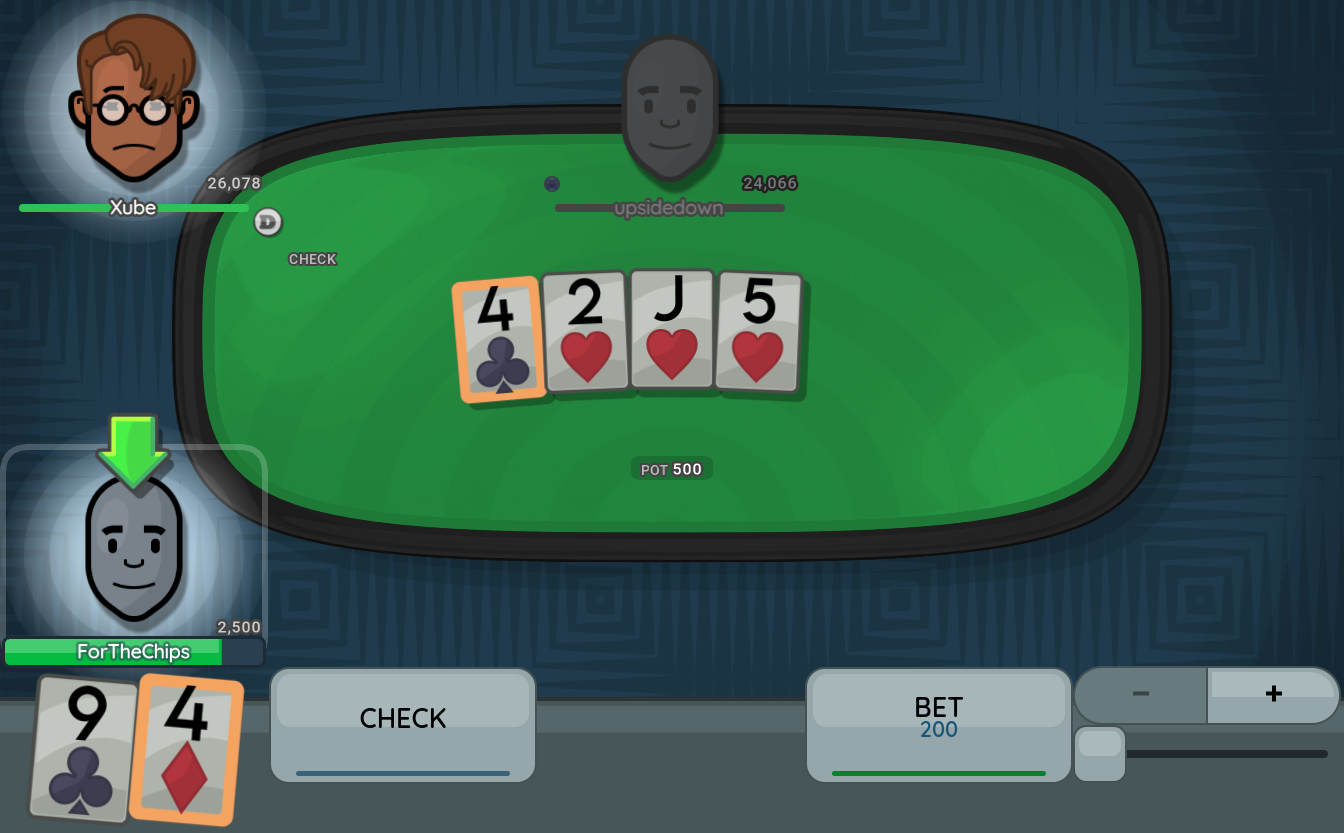 26,078
Xube
D
CHECK
24,066
upsidedown
4 2 J 5
POT 500
2,500
ForTheChips
9 4
CHECK
BET
200
− +